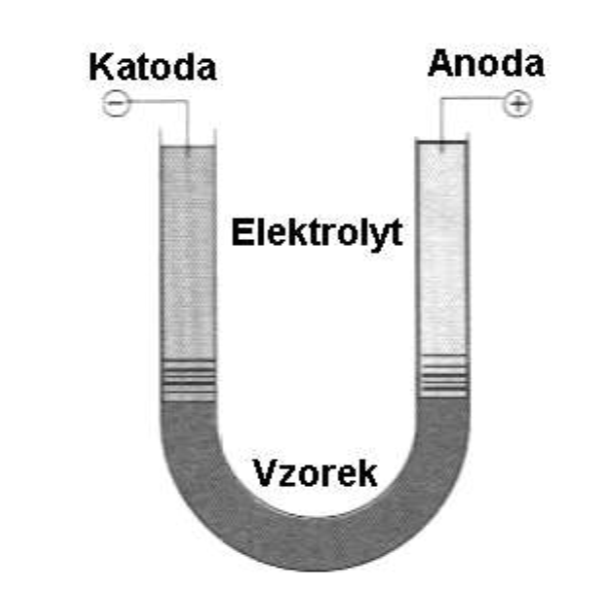 Katoda
Anoda
−
+
Elektrolyt
Vzorek